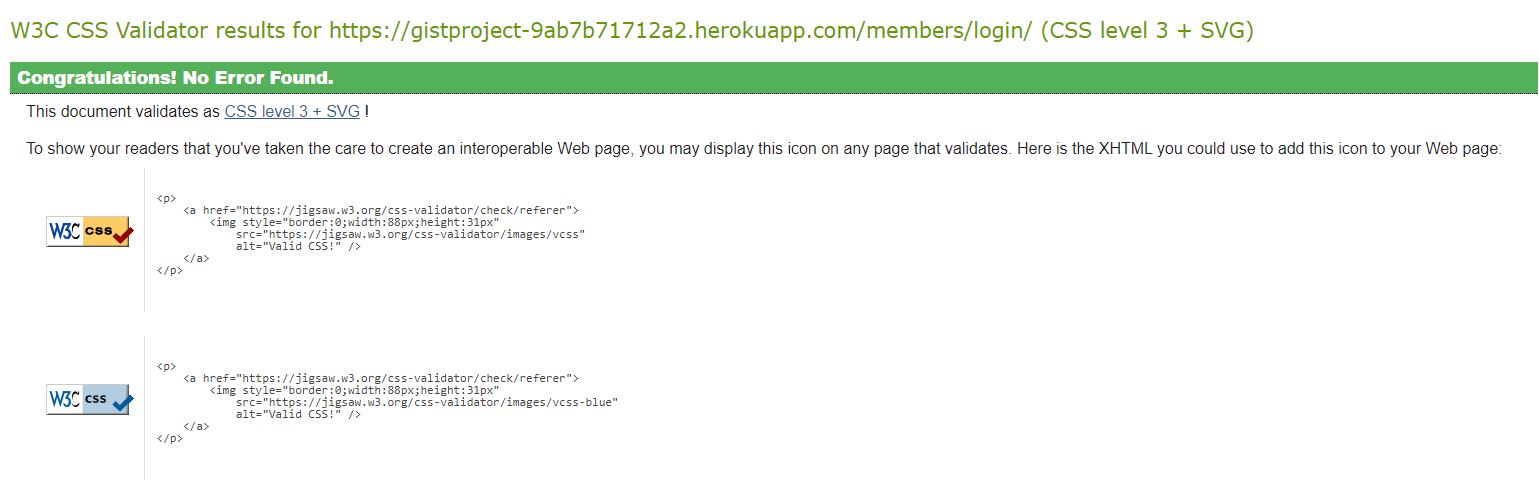 W3C CSS Validator results for https://gistproject-9ab7b71712a2.herokuapp.com/members/login/ (CSS level 3 + SVG)
Congratulations! No Error Found.
This document validates as CSS level 3 + SVG !
To show your readers that you've taken the care to create an interoperable Web page, you may display this icon on any page that validates. Here is the XHTML you could use to add this icon to your Web page:
W3C css
<p>
    <a href="https://jigsaw.w3.org/css-validator/check/referer">
        <img style="border:0;width:88px;height:31px"
            src="https://jigsaw.w3.org/css-validator/images/vcss"
            alt="Valid CSS!" />
    </a>
</p>
W3C css
<p>
    <a href="https://jigsaw.w3.org/css-validator/check/referer">
        <img style="border:0;width:88px;height:31px"
            src="https://jigsaw.w3.org/css-validator/images/vcss-blue"
            alt="Valid CSS!" />
    </a>
</p>